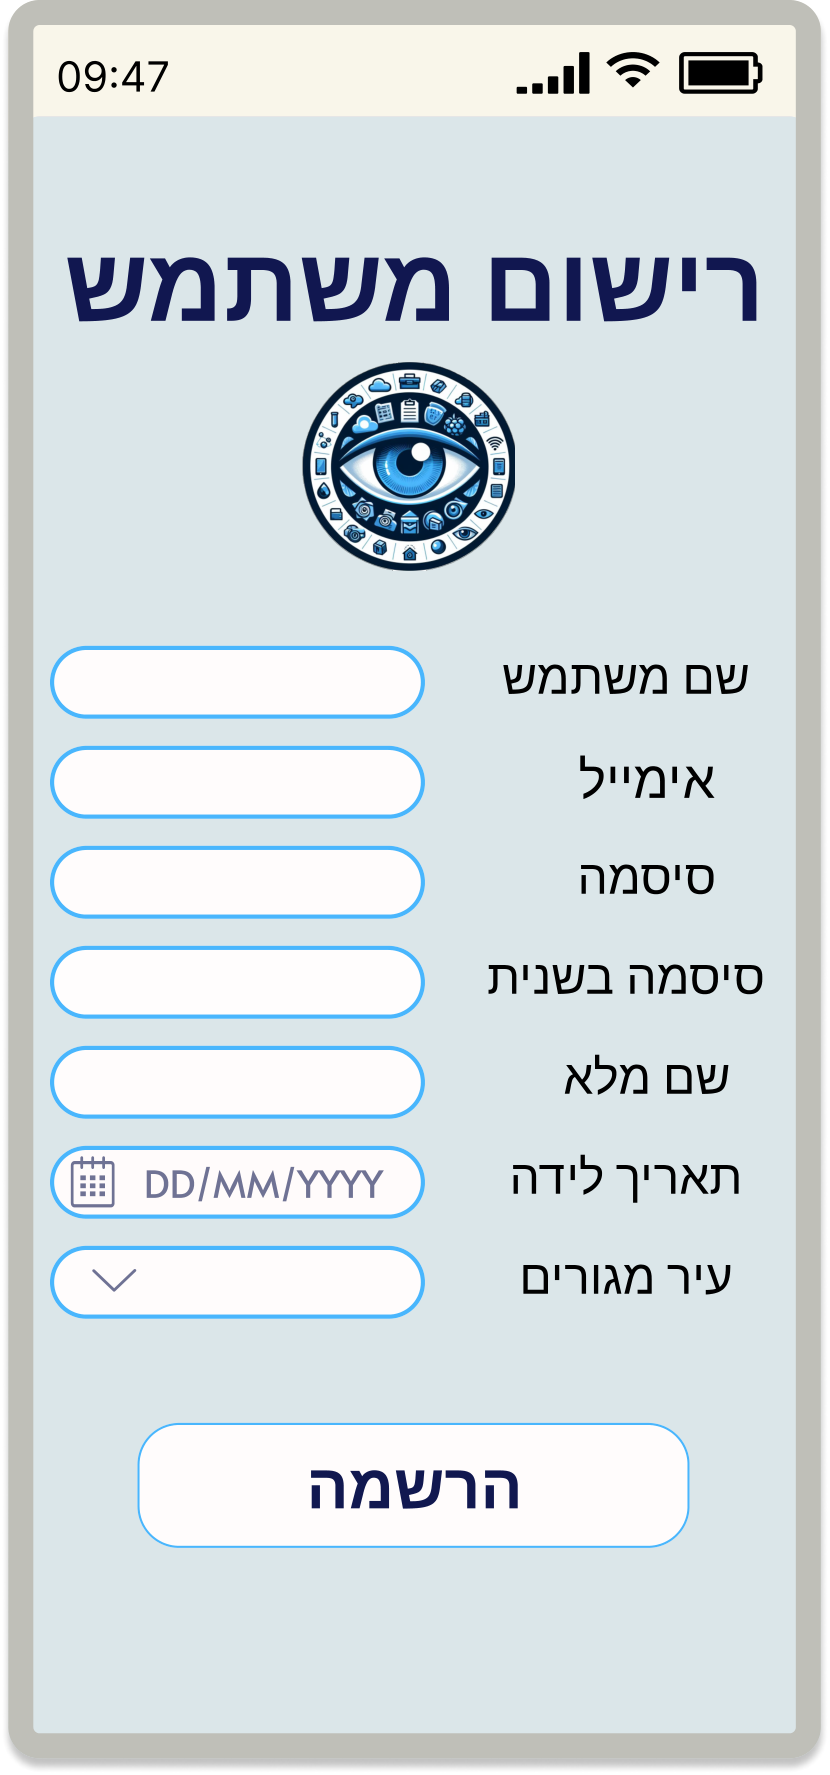 09:47
רישום משתמש
שם משתמש
אימייל
סיסמה
סיסמה בשנית
שם מלא
תאריך לידה
DD/MM/YYYY
עיר מגורים
הרשמה